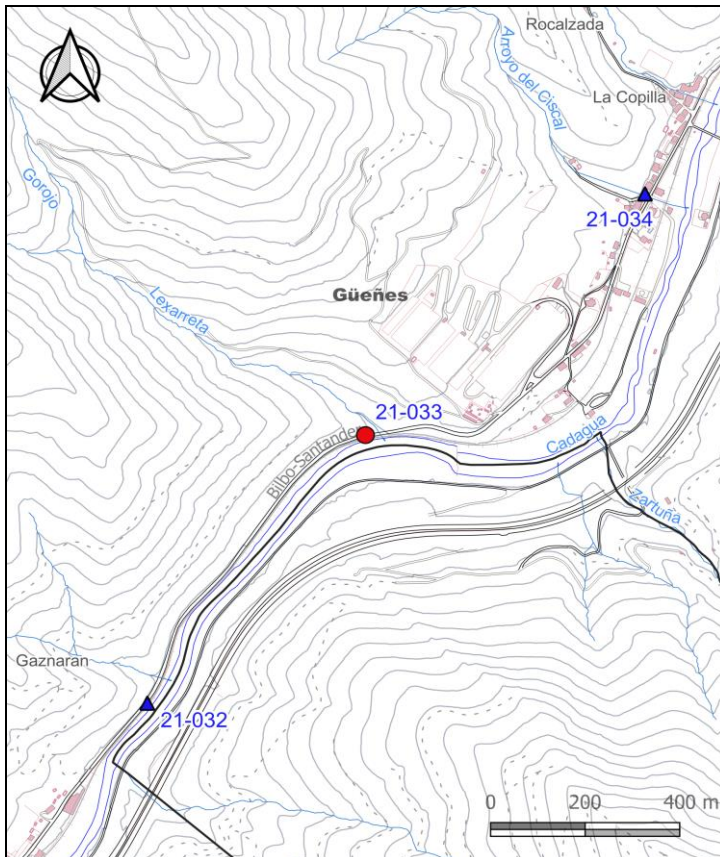 Rocalzada
La Copilla
Arroyo del Ciscal
Gorojo
21-034
Güeñes
Lexarreta
21-033
Bilbo-Santander
Cadagua
Zartuña
Gaznaran
21-032
0 200 400 m